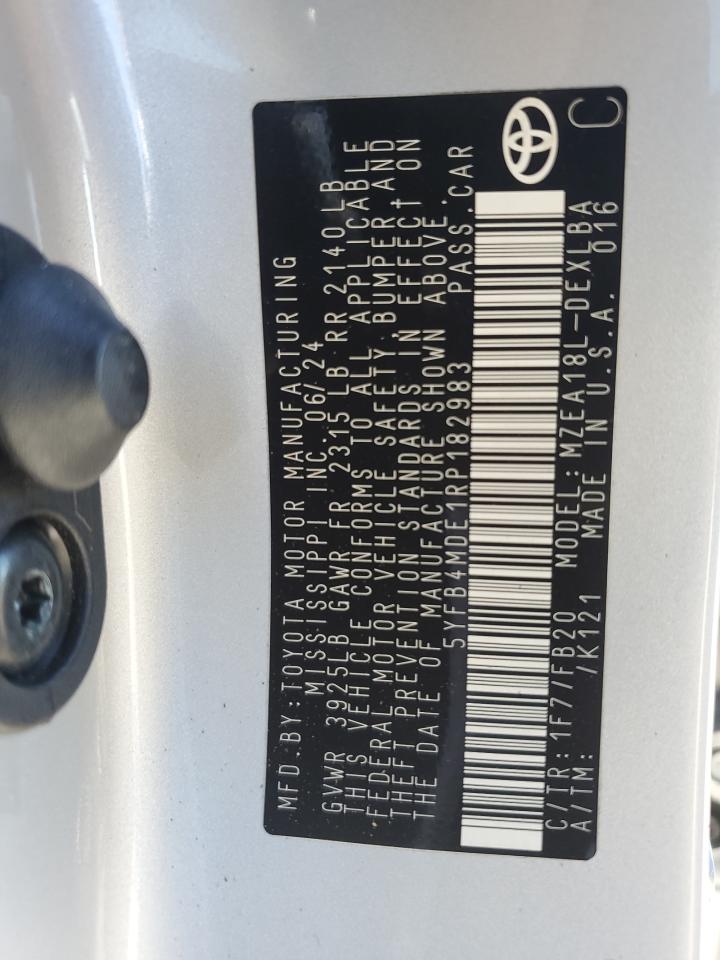 MFD.BY:TOYOTA MOTOR MANUFACTURING
MISSISSIPPI INC.06/24
GVWR 3925LB GAWR FR 2315 LB RR 2140LB
THIS VEHICLE CONFORMS TO ALL APPLICABLE
FEDERAL MOTOR VEHICLE SAFETY,BUMPER AND
THEFT PREVENTION STANDARDS IN EFFECT ON
THE DATE OF MANUFACTURE SHOWN ABOVE.
5YFB4MDE1RP182983 PASS.CAR
C/TR: 1F7/FB20 MODEL:MZEA18L-DEXLBA
A/TM: /K121 MADE IN U.S.A. 016
C